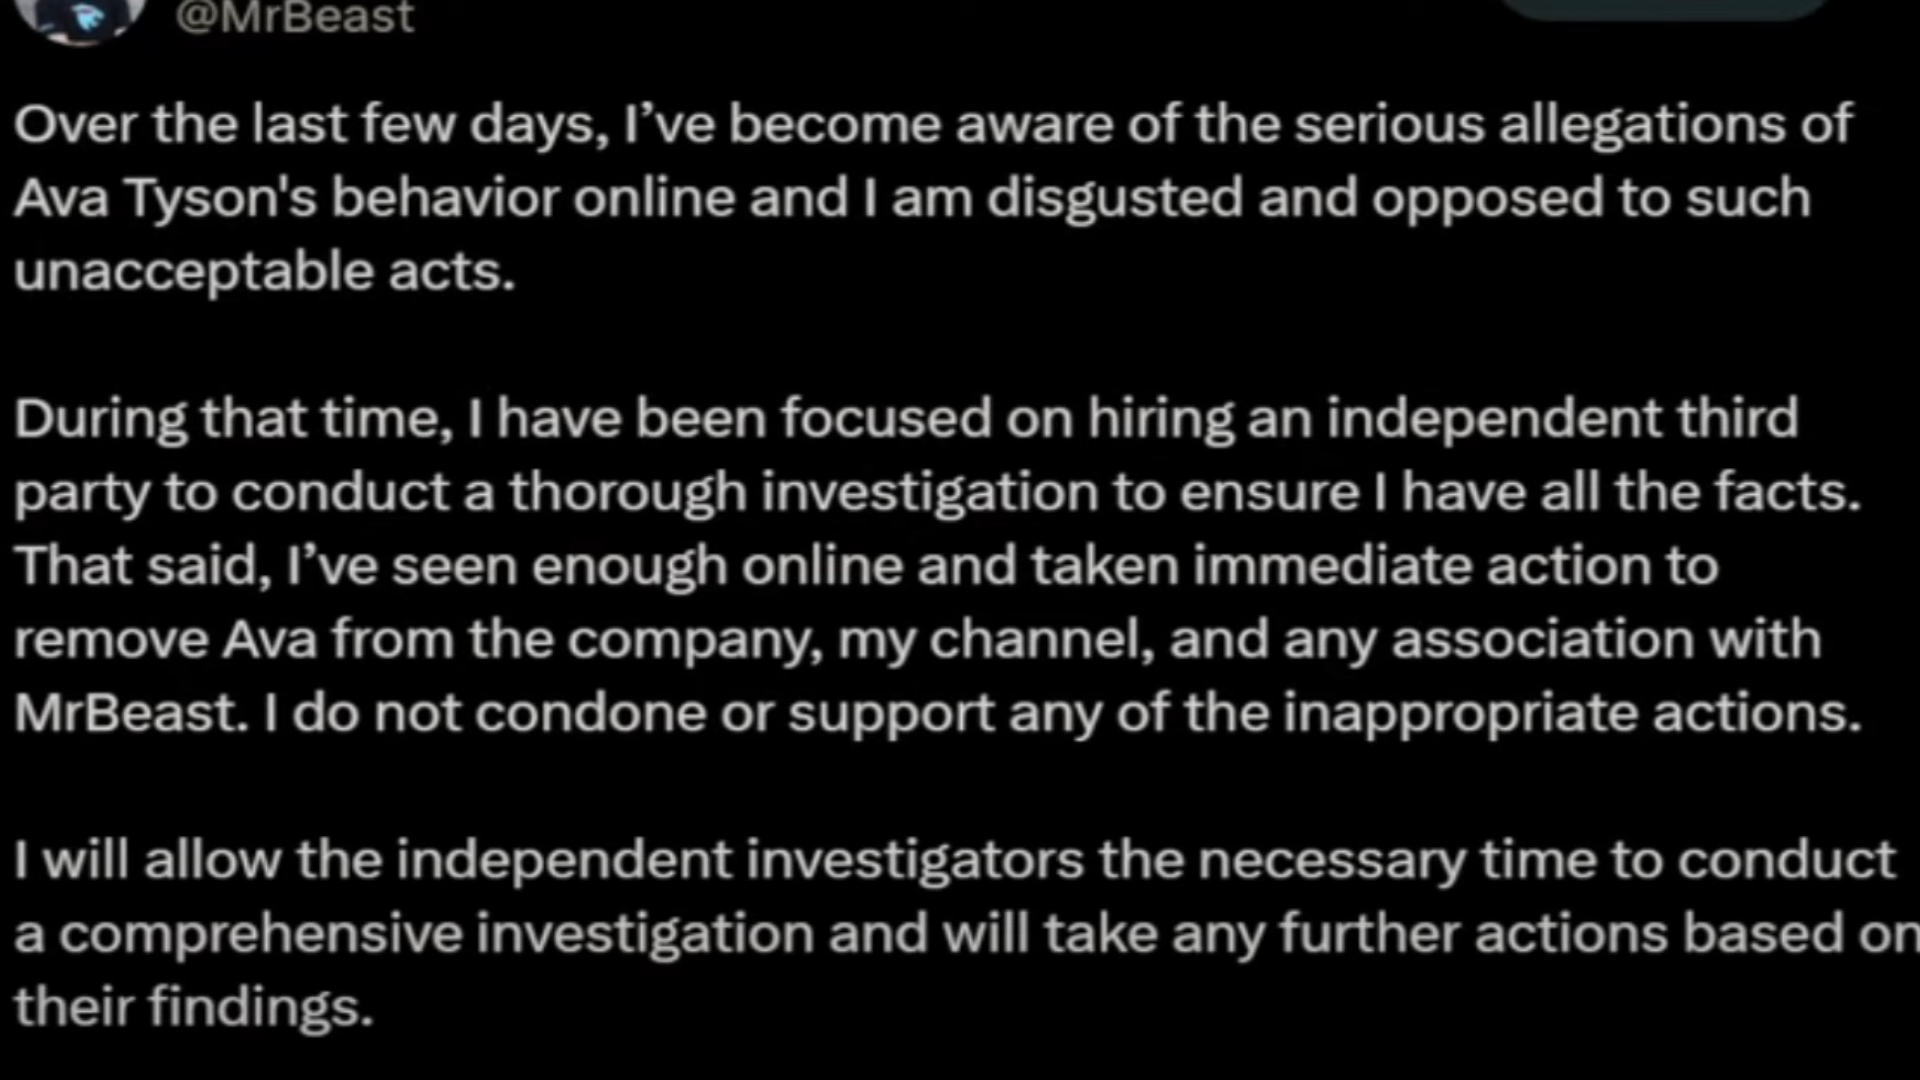 @MrBeast
Over the last few days, I’ve become aware of the serious allegations of
Ava Tyson's behavior online and I am disgusted and opposed to such
unacceptable acts.
During that time, I have been focused on hiring an independent third
party to conduct a thorough investigation to ensure I have all the facts.
That said, I’ve seen enough online and taken immediate action to
remove Ava from the company, my channel, and any association with
MrBeast. I do not condone or support any of the inappropriate actions.
I will allow the independent investigators the necessary time to conduct
a comprehensive investigation and will take any further actions based on
their findings.